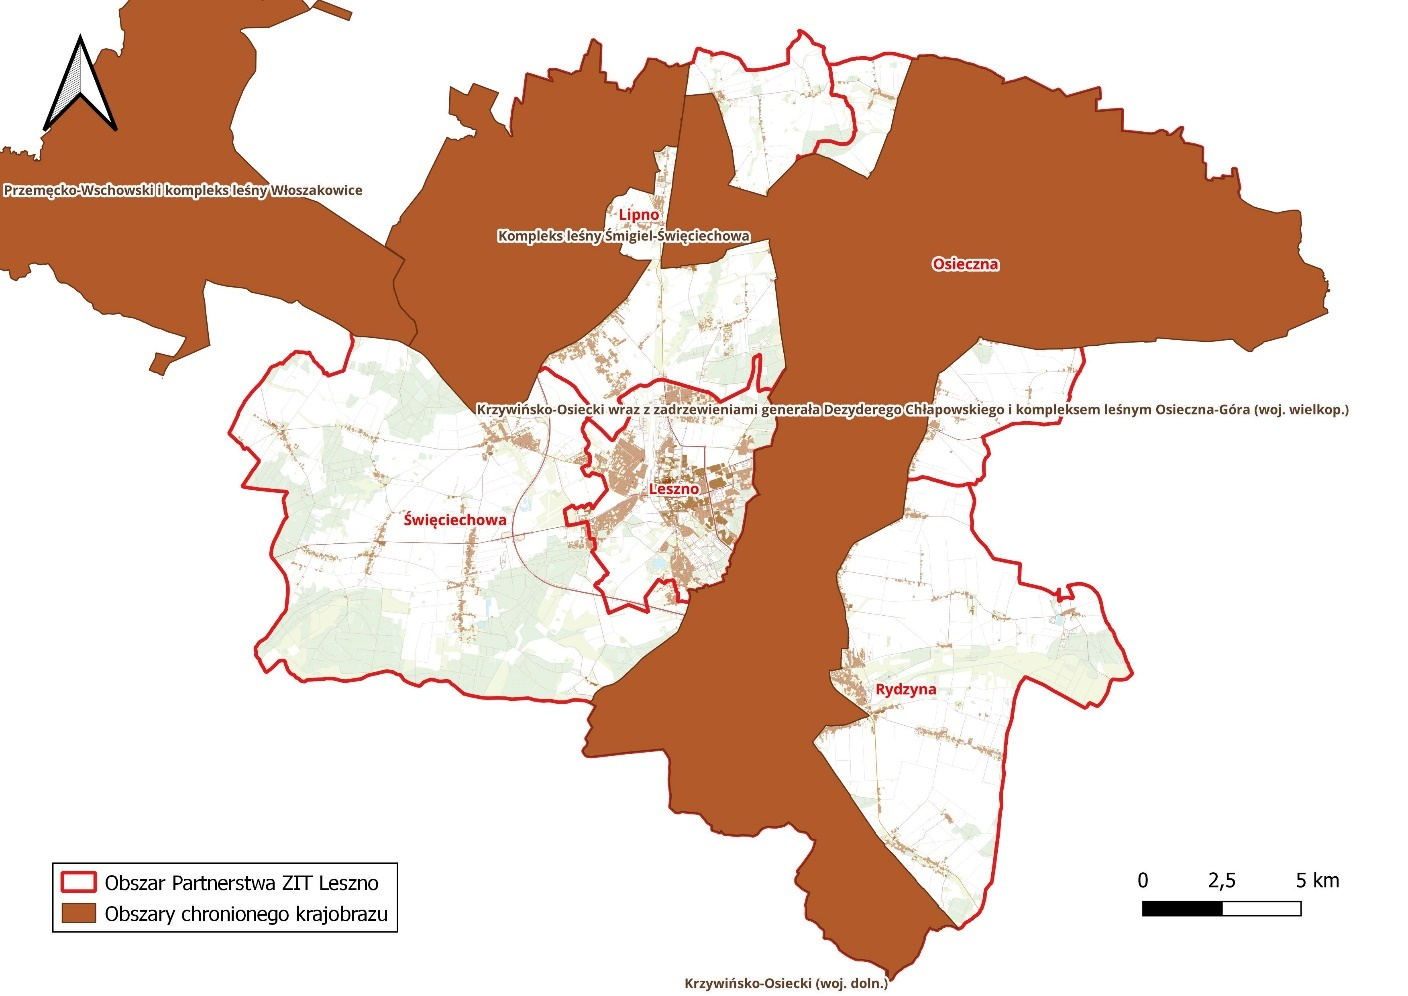 Przemęcko-Wschowski i kompleks leśny Włoszakowice
Lipno
Kompleks leśny Śmigiel-Święciechowa
Osieczna
Krzywińsko-Osiecki wraz z zadrzewieniami generała Dezyderego Chłapowskiego i kompleksem leśnym Osieczna-Góra (woj. wielkop.)
Leszno
Święciechowa
Rydzyna
Obszar Partnerstwa ZIT Leszno
Obszary chronionego krajobrazu
0 2,5 5 km
Krzywińsko-Osiecki (woj. doln.)